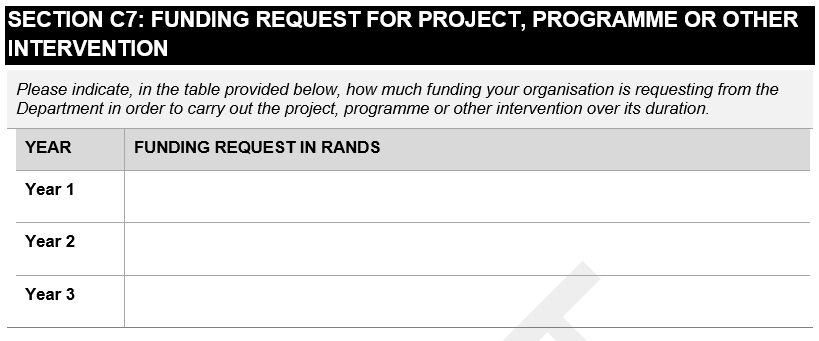 SECTION C7: FUNDING REQUEST FOR PROJECT, PROGRAMME OR OTHER
INTERVENTION
Please indicate, in the table provided below, how much funding your organisation is requesting from the
Department in order to carry out the project, programme or other intervention over its duration.
YEAR FUNDING REQUEST IN RANDS
Year 1
Year 2
Year 3